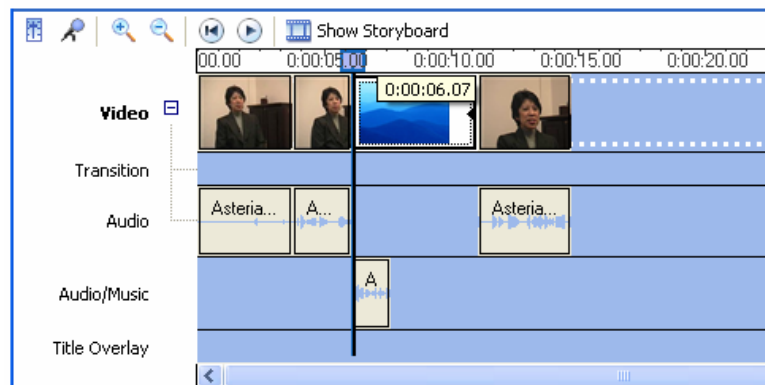 Show Storyboard
00.00 0:00:05.00 0:00:10.00 0:00:15.00 0:00:20.00
0:00:06.07
Video
Transition
Asteria... A... Asteria...
Audio
A
Audio/Music
Title Overlay